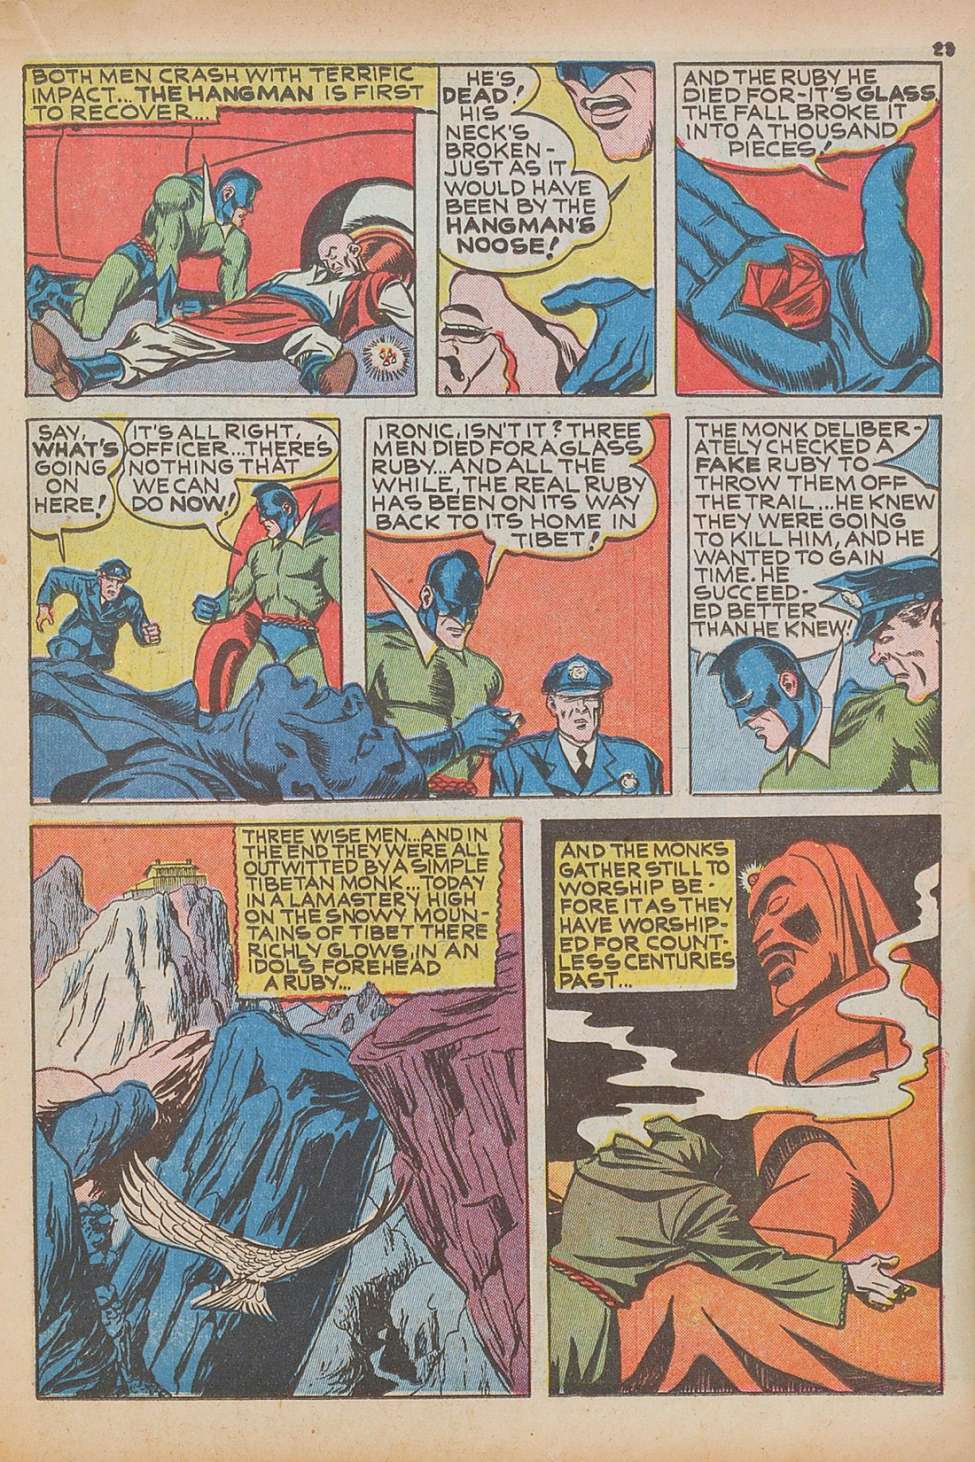 29
BOTH MEN CRASH WITH TERRIFIC
IMPACT... THE HANGMAN IS FIRST
TO RECOVER...
HE'S
DEAD!
HIS
NECK'S
BROKEN-
JUST AS IT
WOULD HAVE
BEEN BY THE
HANGMAN'S
NOOSE!
AND THE RUBY HE
DIED FOR-IT'S GLASS.
THE FALL BROKE IT
INTO A THOUSAND
PIECES!
SAY,
WHAT'S
GOING
ON
HERE!
IT'S ALL RIGHT,
OFFICER...THERE'S
NOTHING THAT
WE CAN
DO NOW!
IRONIC, ISN'T IT? THREE
MEN DIED FOR A GLASS
RUBY...AND ALL THE
WHILE, THE REAL RUBY
HAS BEEN ON ITS WAY
BACK TO ITS HOME IN
TIBET!
THE MONK DELIBER-
ATELY CHECKED A
FAKE RUBY TO
THROW THEM OFF
THE TRAIL...HE KNEW
THEY WERE GOING
TO KILL HIM, AND HE
WANTED TO GAIN
TIME. HE
SUCCEED-
ED BETTER
THAN HE KNEW!
THREE WISE MEN...AND IN
THE END THEY WERE ALL
OUTWITTED BY A SIMPLE
TIBETAN MONK...TODAY
IN A LAMASTERY HIGH
ON THE SNOWY MOUN-
TAINS OF TIBET THERE
RICHLY GLOWS, IN AN
IDOLS FOREHEAD
A RUBY...
AND THE MONKS
GATHER STILL TO
WORSHIP BE-
FORE IT AS THEY
HAVE WORSHIP-
ED FOR COUNT-
LESS CENTURIES
PAST...